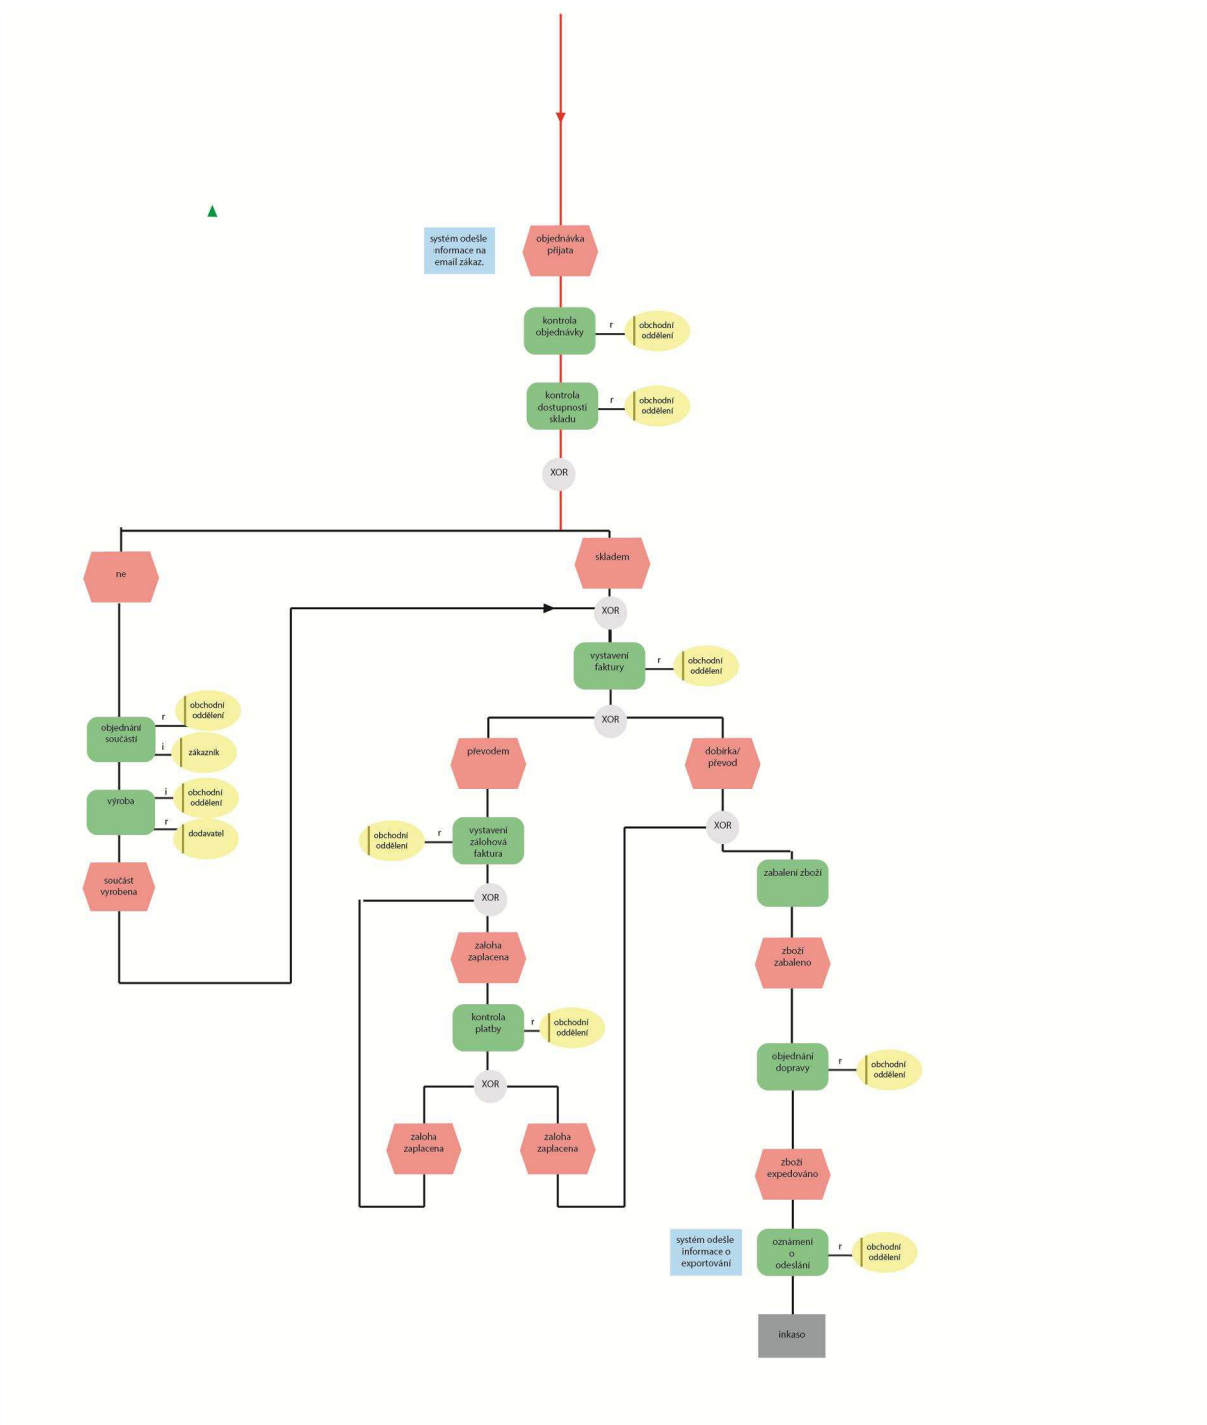 systém odešle
informace na
email zákaz.
objednávka
přijata
kontrola
objednávky
r
obchodní
oddělení
kontrola
dostupnosti
skladu
r
obchodní
oddělení
XOR
ne
skladem
XOR
vystavení
faktury
r
obchodní
oddělení
XOR
objednání
součástí
r
obchodní
oddělení
i
zákazník
výroba
i
obchodní
oddělení
r
dodavatel
součást
vyrobena
převodem
dobírka/
převod
obchodní
oddělení
r
vystavení
zálohová
faktura
XOR
zabalení zboží
XOR
zaloha
zaplacena
zboží
zabaleno
kontrola
platby
r
obchodní
oddělení
XOR
objednání
dopravy
r
obchodní
oddělení
zaloha
zaplacena
zaloha
zaplacena
zboží
expedováno
systém odešle
informace o
exportování
oznámení
o
odeslání
r
obchodní
oddělení
inkaso